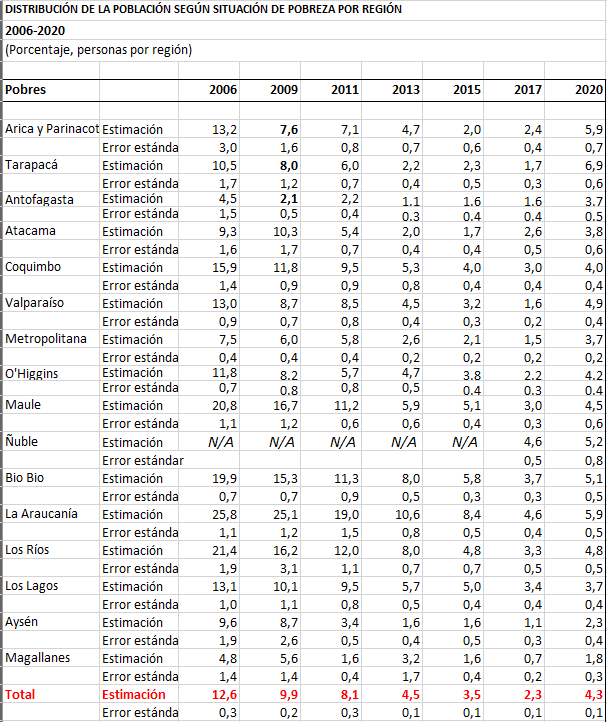 DISTRIBUCIÓN DE LA POBLACIÓN SEGÚN SITUACIÓN DE POBREZA POR REGIÓN
2006-2020
(Porcentaje, personas por región)
Pobres 2006 2009 2011 2013 2015 2017 2020
Arica y Parinacot Estimación 13,2 7,6 7,1 4,7 2,0 2,4 5,9
Error estánda 3,0 1,6 0,8 0,7 0,6 0,4 0,7
Tarapacá Estimación 10,5 8,0 6,0 2,2 2,3 1,7 6,9
Error estánda 1,7 1,2 0,7 0,4 0,5 0,3 0,6
Antofagasta Estimación 4,5 2,1 2,2 1.1 1.6 1.6 3.7
Error estánda 1,5 0,5 0,4 0.3 0.4 0.4 0.5
Atacama Estimación 9,3 10,3 5,4 2,0 1,7 2,6 3,8
Error estánda 1,6 1,7 0,7 0,4 0,4 0,5 0,6
Coquimbo Estimación 15,9 11,8 9,5 5,3 4,0 3,0 4,0
Error estánda 1,4 0,9 0,9 0,8 0,4 0,4 0,4
Valparaíso Estimación 13,0 8,7 8,5 4,5 3,2 1,6 4,9
Error estánda 0,9 0,7 0,8 0,4 0,3 0,2 0,4
Metropolitana Estimación 7,5 6,0 5,8 2,6 2,1 1,5 3,7
Error estánda 0,4 0,4 0,4 0,2 0,2 0,2 0,2
O'Higgins Estimación 11,8 8.2 5,7 4,7 3.8 2.2 4.2
Error estánda 0,7 0.8 0,8 0,5 0.4 0.3 0.4
Maule Estimación 20,8 16,7 11,2 5,9 5,1 3,0 4,5
Error estánda 1,1 1,2 0,6 0,6 0,4 0,3 0,6
Ñuble Estimación N/A N/A N/A N/A N/A 4,6 5,2
Error estándar 0,5 0,8
Bio Bio Estimación 19,9 15,3 11,3 8,0 5,8 3,7 5,1
Error estánda 0,7 0,7 0,9 0,5 0,3 0,3 0,5
La Araucanía Estimación 25,8 25,1 19,0 10,6 8,4 4,6 5,9
Error estánda 1,1 1,2 1,5 0,8 0,5 0,4 0,5
Los Ríos Estimación 21,4 16,2 12,0 8,0 4,8 3,3 4,8
Error estánda 1,9 3,1 1,1 0,7 0,7 0,5 0,5
Los Lagos Estimación 13,1 10,1 9,5 5,7 5,0 3,4 3,7
Error estánda 1,0 1,1 0,8 0,5 0,4 0,4 0,4
Aysén Estimación 9,6 8,7 3,4 1,6 1,6 1,1 2,3
Error estánda 1,9 2,6 0,5 0,4 0,5 0,3 0,4
Magallanes Estimación 4,8 5,6 1,6 3,2 1,6 0,7 1,8
Error estánda 1,4 1,4 0,4 1,7 0,4 0,2 0,3
Total Estimación 12,6 9,9 8,1 4,5 3,5 2,3 4,3
Error estánda 0,3 0,2 0,3 0,1 0,1 0,1 0,1